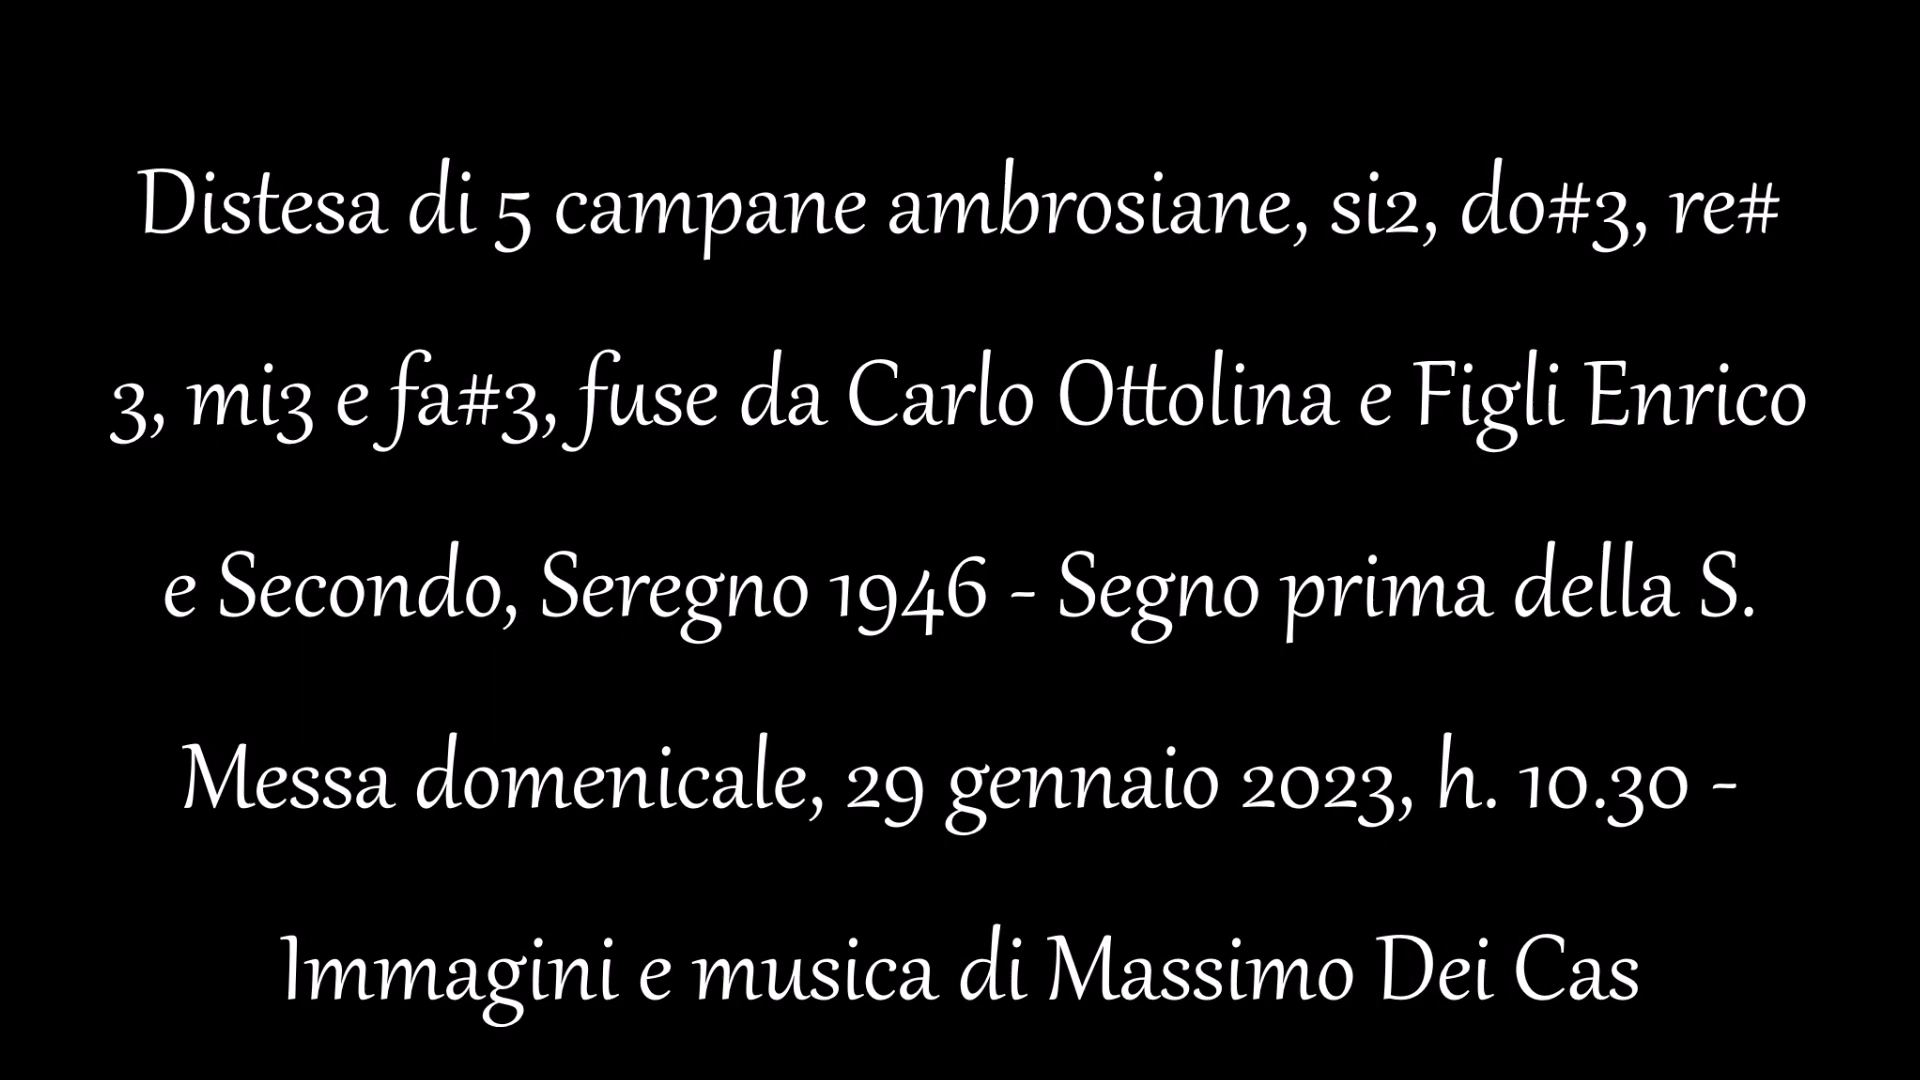 Distesa di 5 campane ambrosiane, si2, do#3, re#
3, mi3 e fa#3, fuse da Carlo Ottolina e Figli Enrico
e Secondo, Seregno 1946 - Segno prima della S.
Messa domenicale, 29 gennaio 2023, h. 10.30 -
Immagini e musica di Massimo Dei Cas